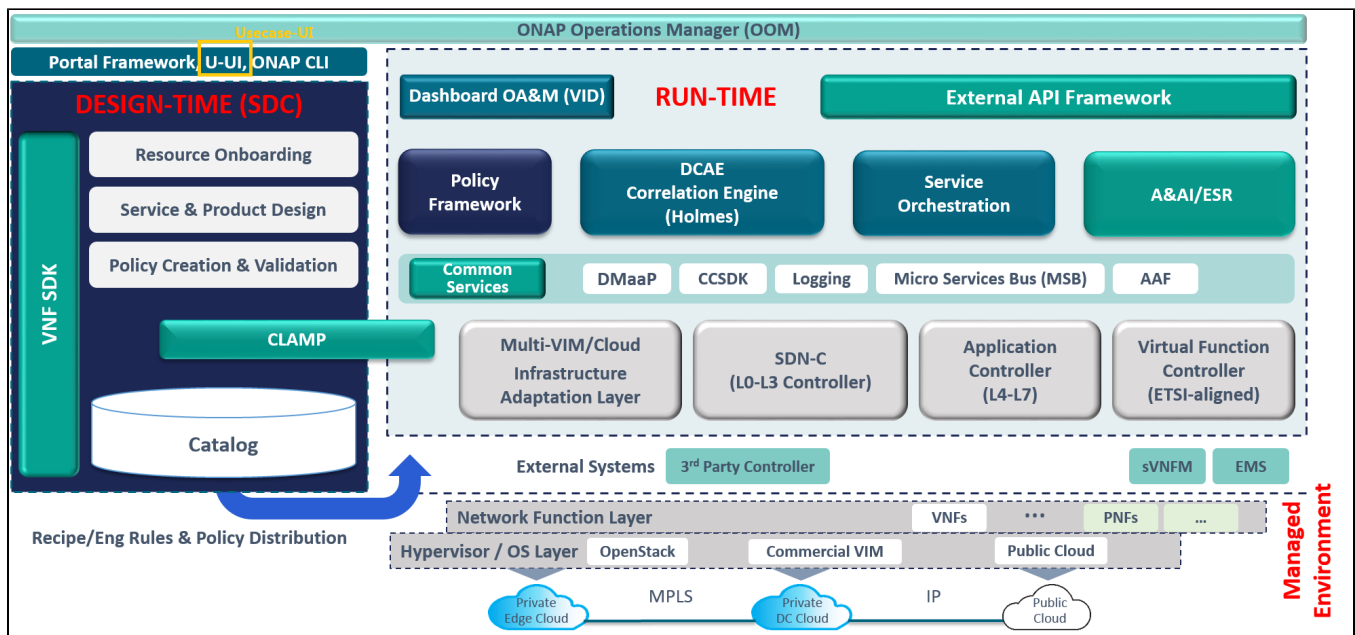 ONAP Operations Manager (OOM)
Usecase-UI
Portal Framework, U-UI, ONAP CLI
DESIGN-TIME (SDC)
VNF SDK
Resource Onboarding
Service & Product Design
Policy Creation & Validation
CLAMP
Catalog
Recipe/Eng Rules & Policy Distribution
Dashboard OA&M (VID)
RUN-TIME
External API Framework
Policy
Framework
DCAE
Correlation Engine
(Holmes)
Service
Orchestration
A&AI/ESR
Common
Services
DMaaP
CCSDK
Logging
Micro Services Bus (MSB)
AAF
Multi-VIM/Cloud
Infrastructure
Adaptation Layer
SDN-C
(L0-L3 Controller)
Application
Controller
(L4-L7)
Virtual Function
Controller
(ETSI-aligned)
External Systems
3rd Party Controller
sVNFM
EMS
Network Function Layer
VNFs
•••
PNFs
...
Hypervisor / OS Layer
OpenStack
Commercial VIM
Public Cloud
Private
Edge Cloud
MPLS
Private
DC Cloud
IP
Public
Cloud
Managed
Environment